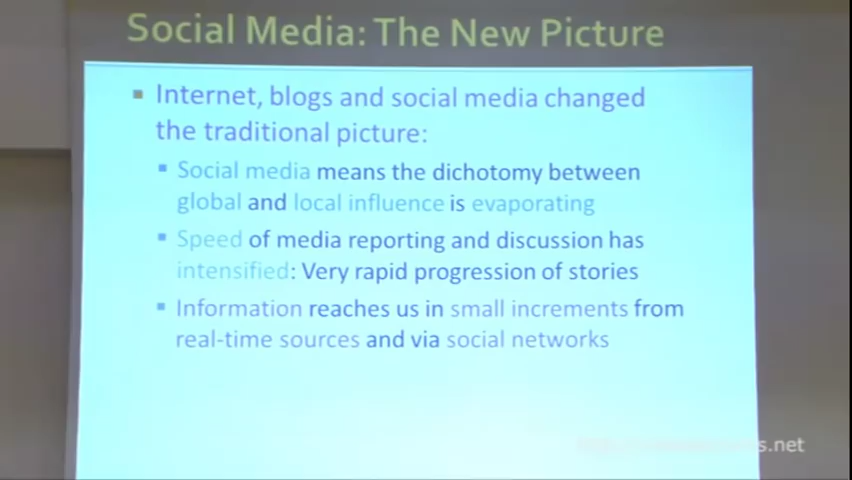 Social Media: The New Picture
Internet, blogs and social media changed
the traditional picture:
Social media means the dichotomy between
global and local influence is evaporating
Speed of media reporting and discussion has
intensified: Very rapid progression of stories
Information reaches us in small increments from
real-time sources and via social networks